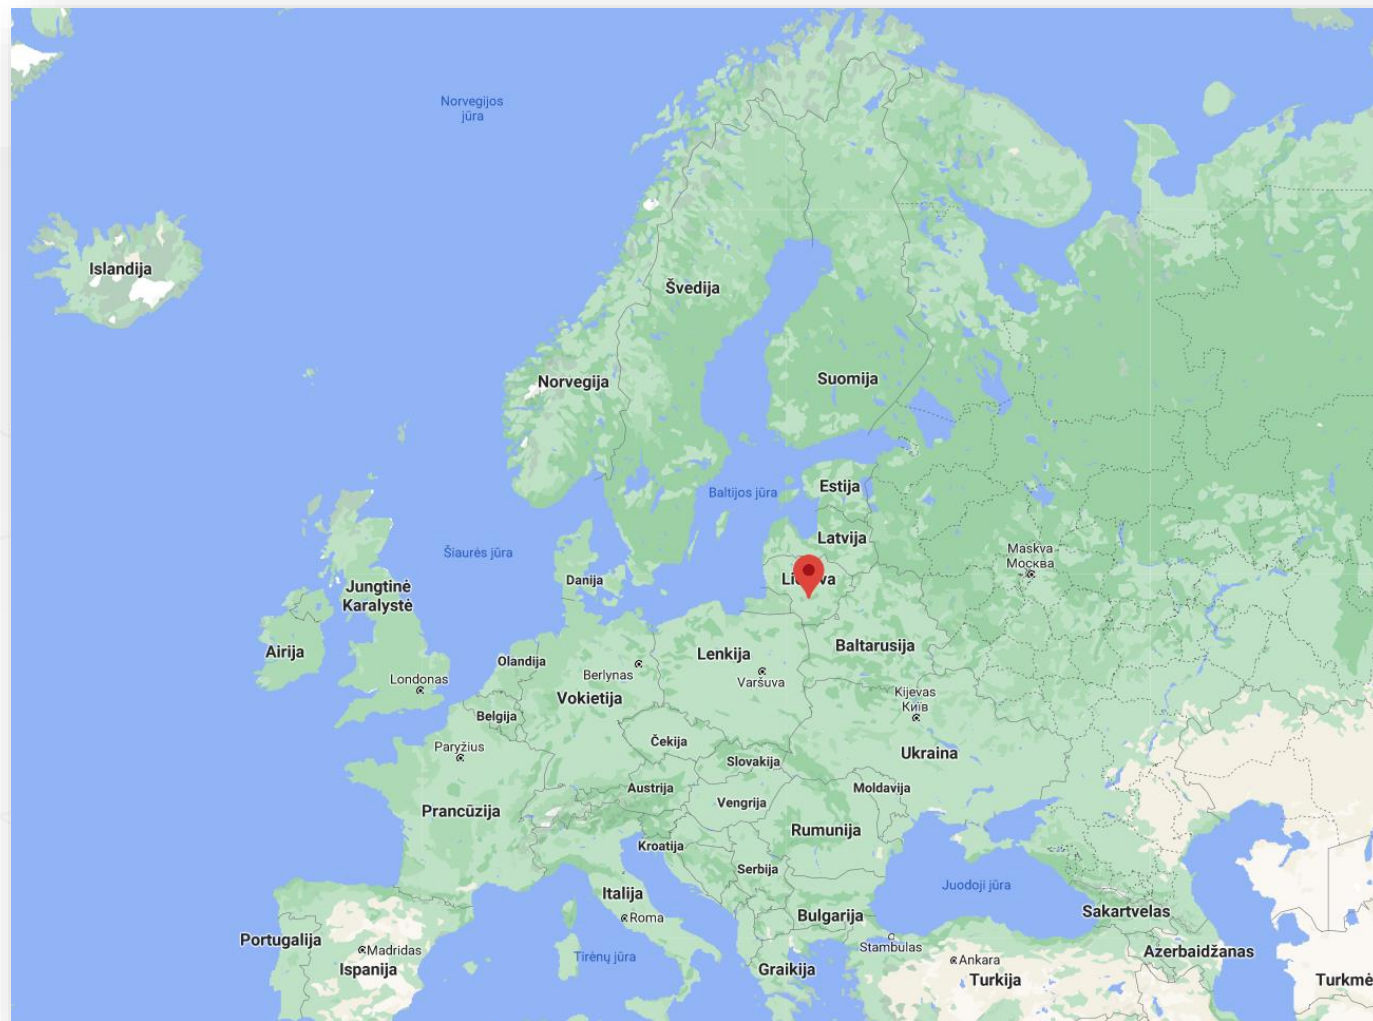 Norvegijos
jūra
Islandija
Švedija
Norvegija
Suomija
Baltijos jūra
Estija
Šiaurės jūra
Latvija
Maskva
Москва
Danija
Jungtinė
Karalystė
Airija
Olandija
Lenkija
Baltarusija
Londonas
Berlynas
Varšuva
Vokietija
Kijevas
Київ
Belgija
Paryžius
Čekija
Ukraina
Slovakija
Austrija
Moldavija
Vengrija
Prancūzija
Rumunija
Kroatija
Serbija
Juodoji jūra
Italija
Roma
Bulgarija
Sakartvelas
Portugalija
Madridas
Stambulas
Azerbaidžanas
Tirėnų jūra
Ankara
Ispanija
Graikija
Turkija
Turkmė